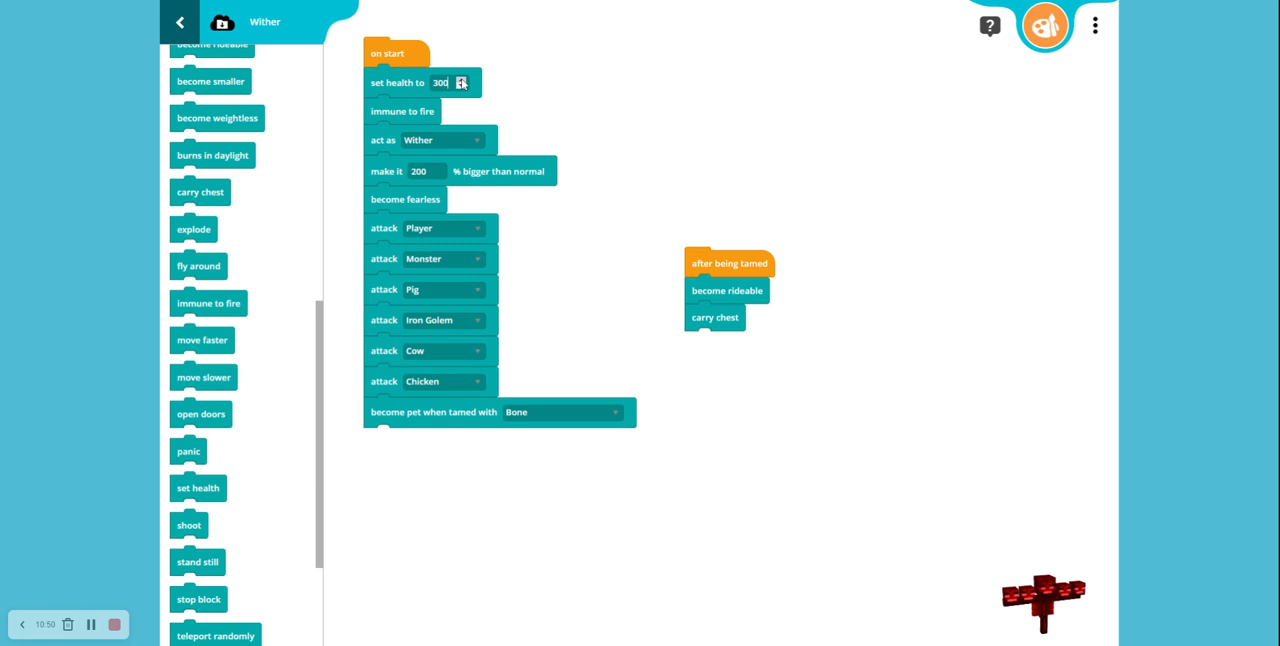 Wither
become rideable
become smaller
become weightless
burns in daylight
carry chest
explode
fly around
immune to fire
move faster
move slower
open doors
panic
set health
shoot
stand still
stop block
teleport randomly
on start
set health to 300
immune to fire
act as Wither
make it 200 % bigger than normal
become fearless
attack Player
attack Monster
attack Pig
attack Iron Golem
attack Cow
attack Chicken
become pet when tamed with Bone
after being tamed
become rideable
carry chest
?
10:50